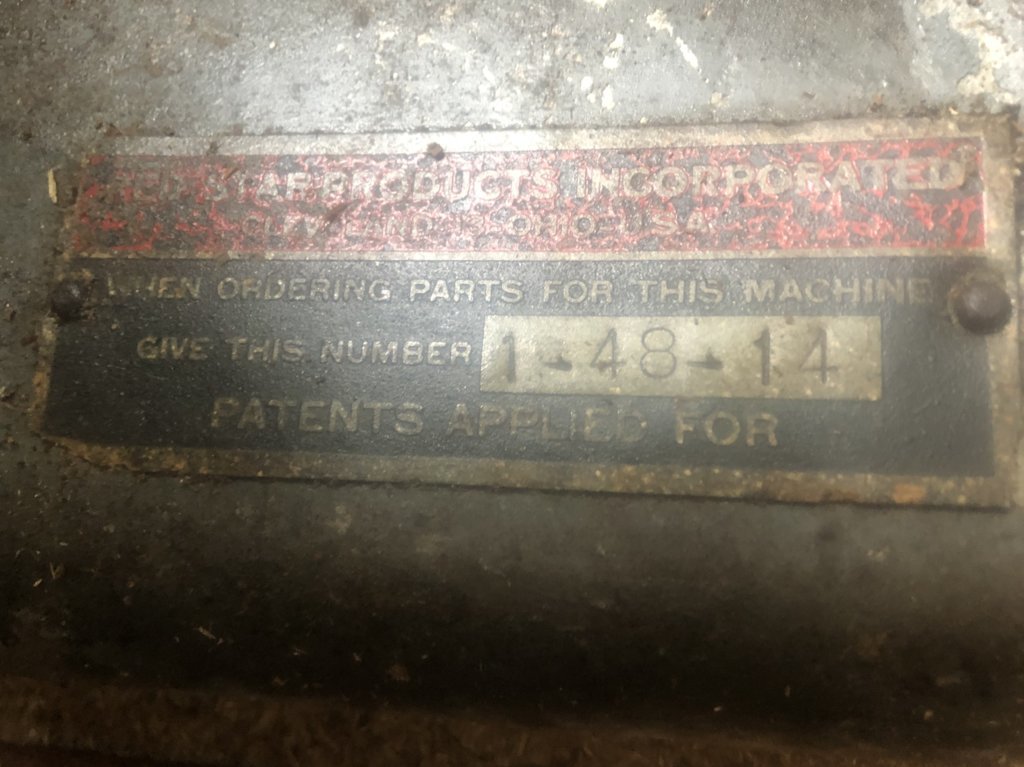 RED STAR PRODUCTS INCORPORATED
CLEVELAND, OHIO, U.S.A.
WHEN ORDERING PARTS FOR THIS MACHINE
GIVE THIS NUMBER 1-48-14
PATENTS APPLIED FOR